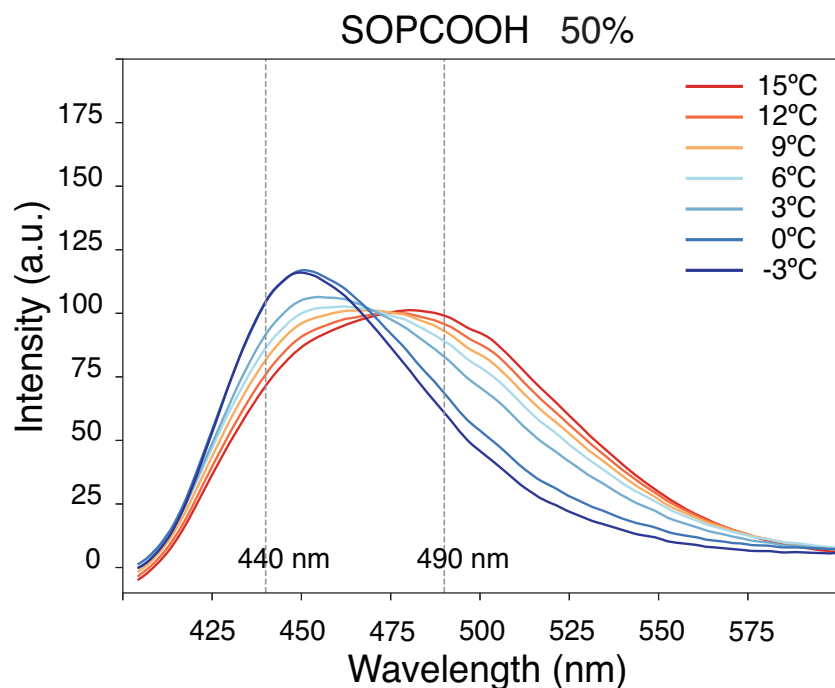 SOPCOOH 50%
Intensity (a.u.)
175
150
125
100
75
50
25
0
15ºC
12ºC
9ºC
6ºC
3ºC
0ºC
-3ºC
440 nm
490 nm
425 450 475 500 525 550 575
Wavelength (nm)